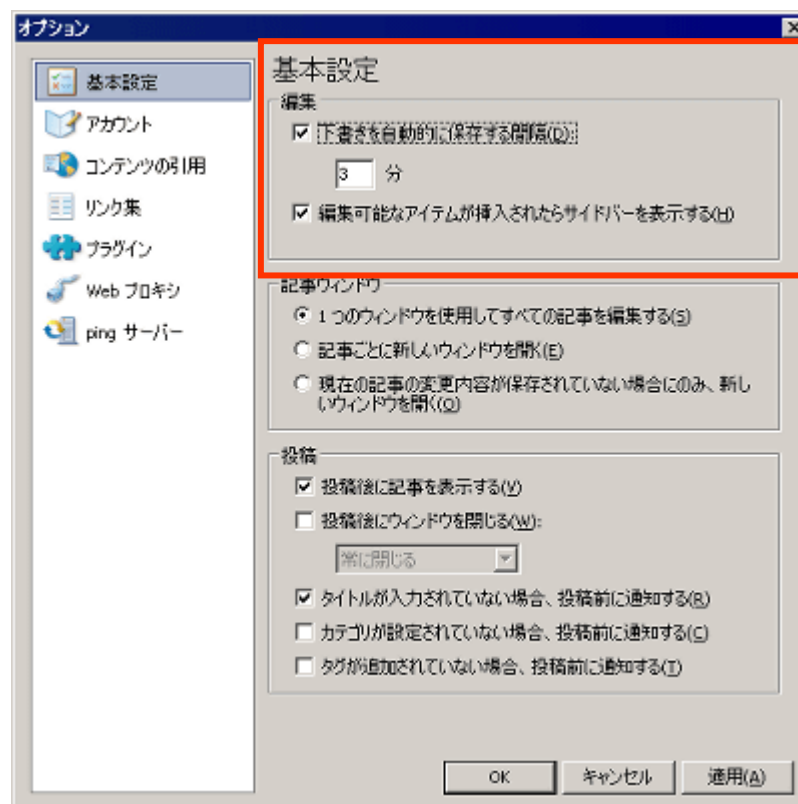 オプション
基本設定
アカウント
コンテンツの引用
リンク集
プラグイン
Web プロキシ
ping サーバー
基本設定
編集
下書きを自動的に保存する間隔(D):
3 分
編集可能なアイテムが挿入されたらサイドバーを表示する(H)
記事ウィンドウ
1 つのウィンドウを使用してすべての記事を編集する(S)
記事ごとに新しいウィンドウを開く(E)
現在の記事の変更内容が保存されていない場合にのみ、新し
いウィンドウを開く(O)
投稿
投稿後に記事を表示する(V)
投稿後にウィンドウを閉じる(W):
常に閉じる
タイトルが入力されていない場合、投稿前に通知する(R)
カテゴリが設定されていない場合、投稿前に通知する(C)
タグが追加されていない場合、投稿前に通知する(T)
OK
キャンセル
適用(A)